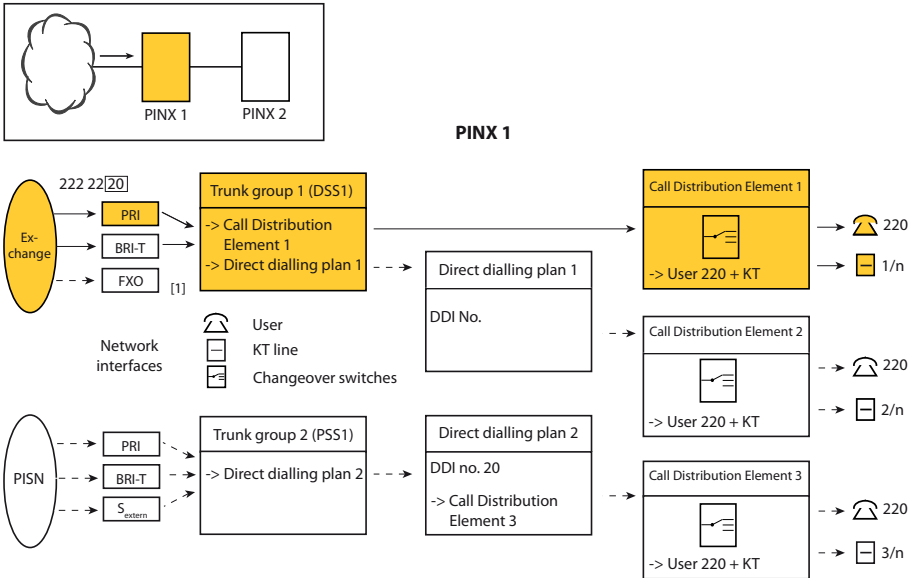 PINX 1
PINX 2
PINX 1
222 22 20
Ex-
change
PRI
BRI-T
FXO
[1]
Trunk group 1 (DSS1)
-> Call Distribution
Element 1
-> Direct dialling plan 1
Direct dialling plan 1
DDI No.
Call Distribution Element 1
-> User 220 + KT
220
1/n
Network
interfaces
User
KT line
Changeover switches
Call Distribution Element 2
-> User 220 + KT
220
2/n
PISN
PRI
BRI-T
Sextern
Trunk group 2 (PSS1)
-> Direct dialling plan 2
Direct dialling plan 2
DDI no. 20
-> Call Distribution
Element 3
Call Distribution Element 3
-> User 220 + KT
220
3/n